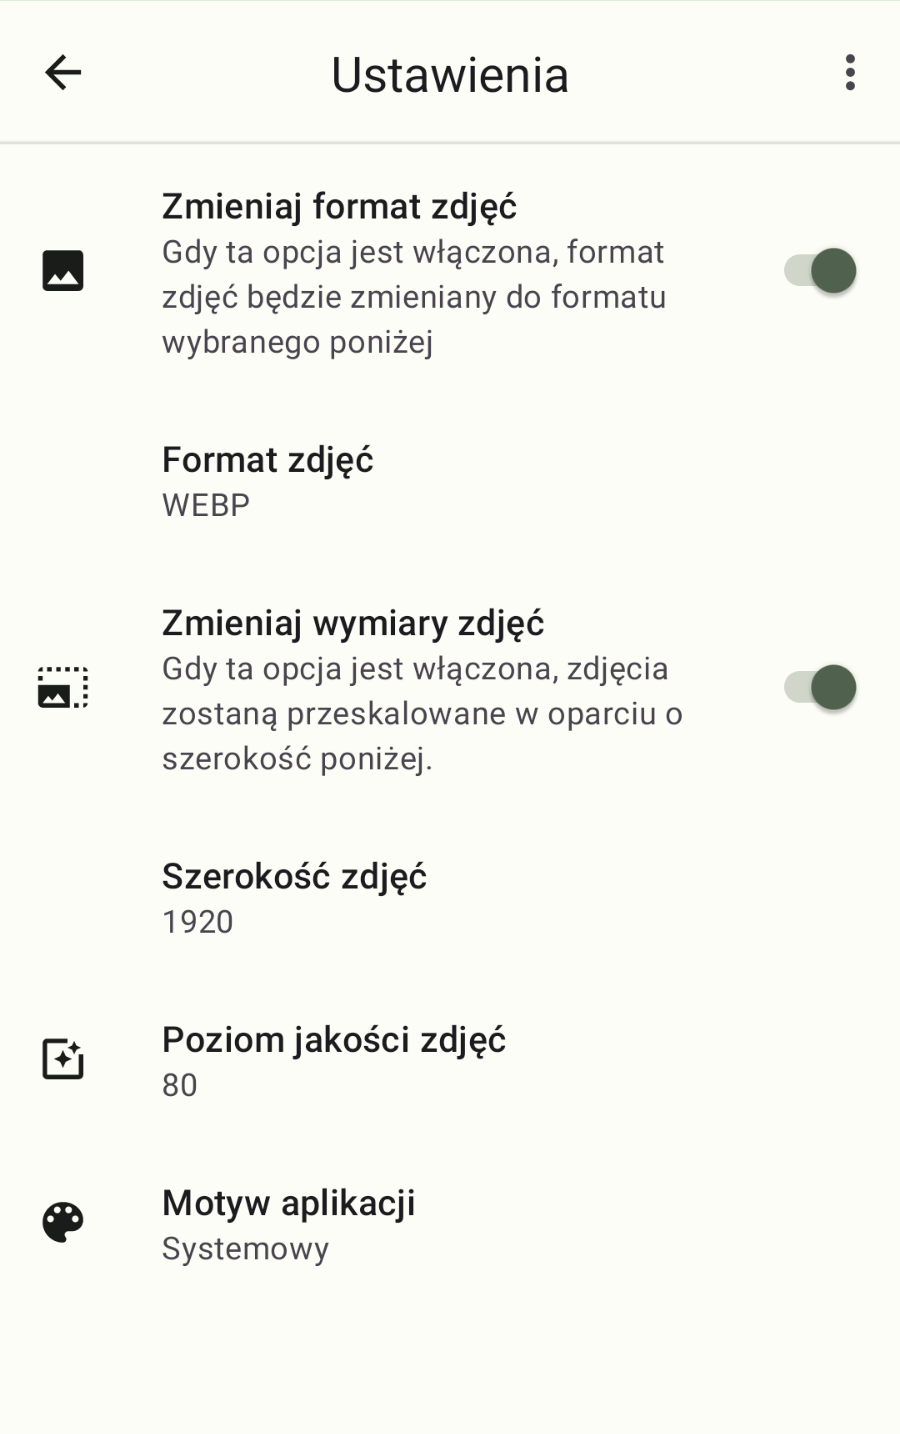 Ustawienia
Zmieniaj format zdjęć
Gdy ta opcja jest włączona, format
zdjęć będzie zmieniany do formatu
wybranego poniżej
Format zdjęć
WEBP
Zmieniaj wymiary zdjęć
Gdy ta opcja jest włączona, zdjęcia
zostaną przeskalowane w oparciu o
szerokość poniżej.
Szerokość zdjęć
1920
Poziom jakości zdjęć
80
Motyw aplikacji
Systemowy